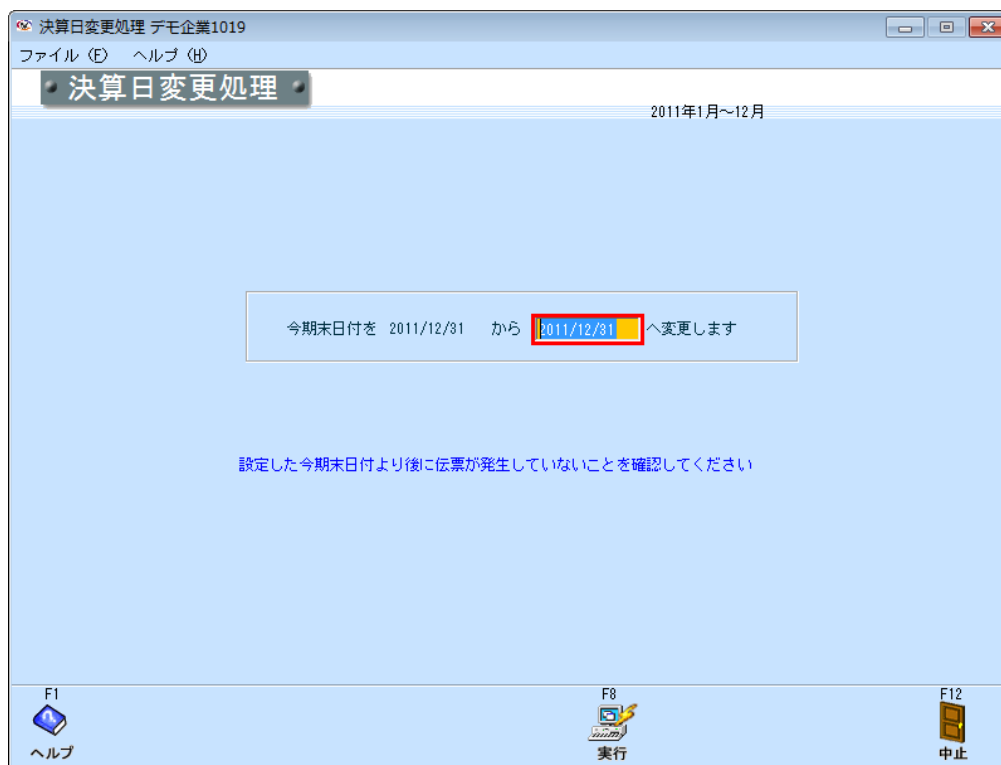 決算日変更処理 デモ企業1019
ファイル (F) ヘルプ (H)
決算日変更処理
2011年1月～12月
今期末日付を 2011/12/31 から 2011/12/31 へ変更します
設定した今期末日付より後に伝票が発生していないことを確認してください
F1 F8 F12
ヘルプ 実行 中止